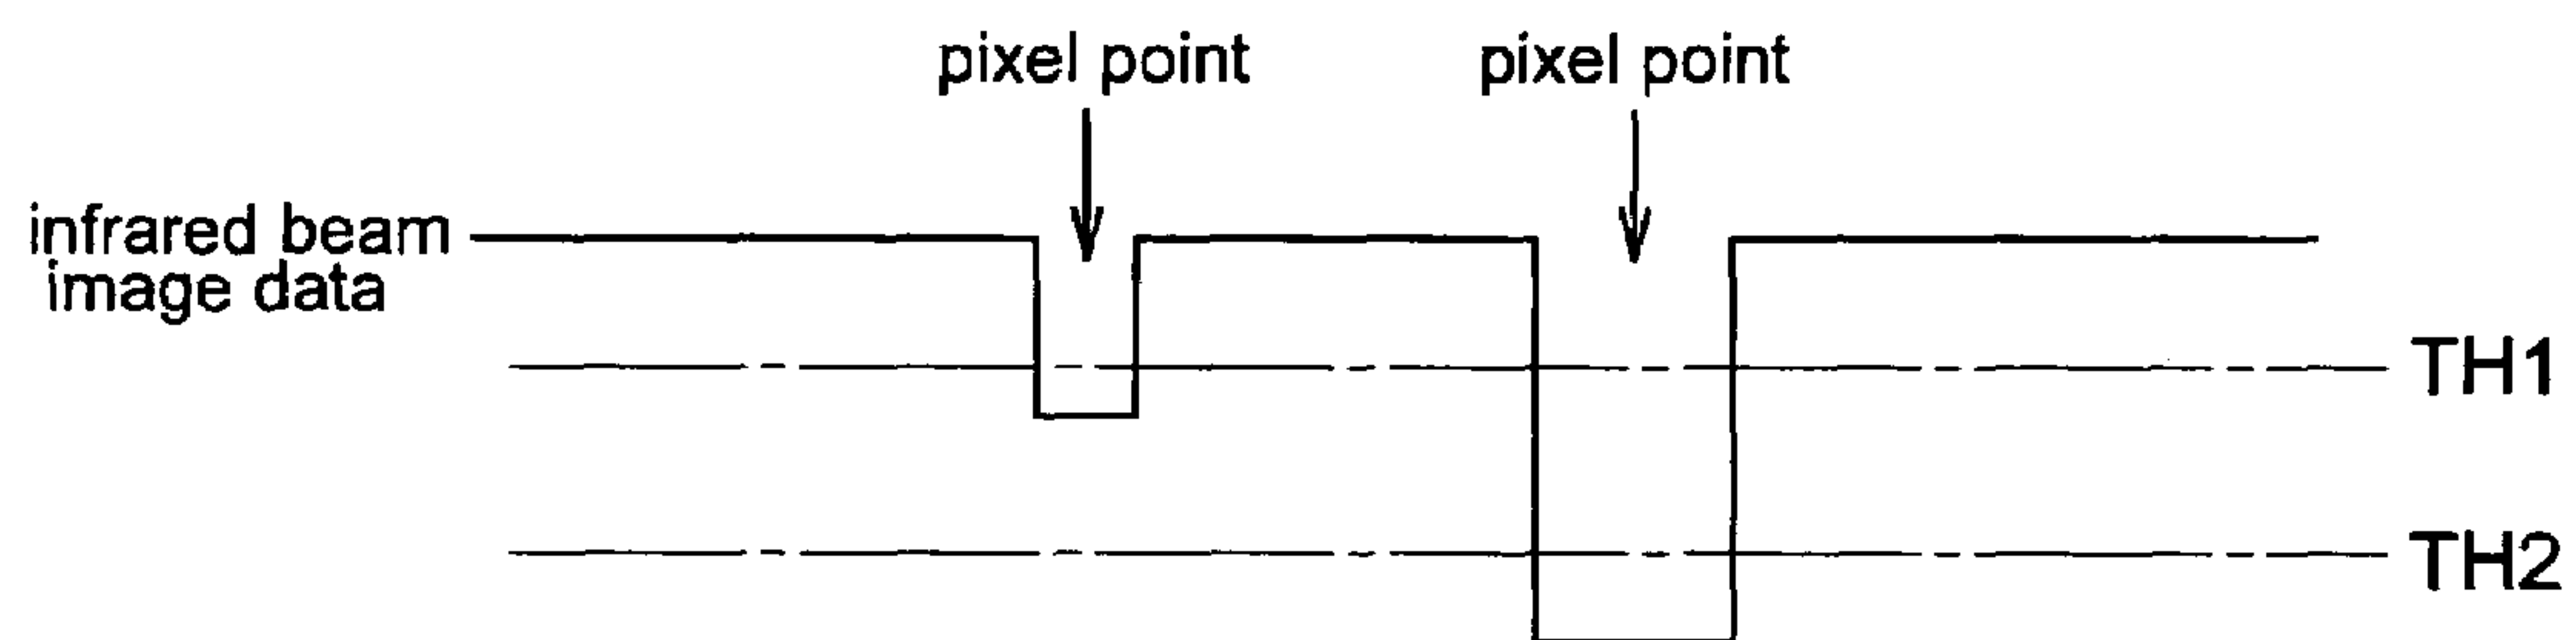 pixel point
pixel point
infrared beam
image data
TH1
TH2